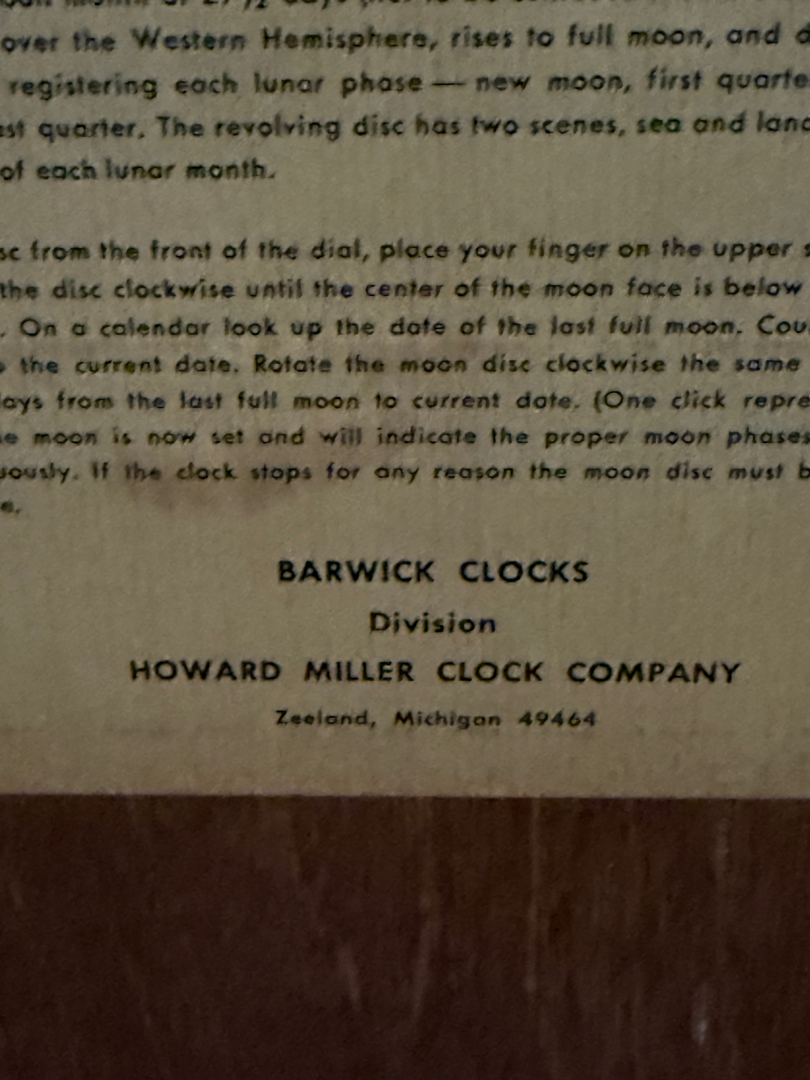 over the Western Hemisphere, rises to full moon, and
registering each lunar phase — new moon, first
quarter. The revolving disc has two scenes, sea and
of each lunar month.
from the front of the dial, place your finger on the upper
the disc clockwise until the center of the moon face is below
. On a calendar look up the date of the last full moon.
the current date. Rotate the moon disc clockwise the same
from the last full moon to current date. (One click
moon is now set and will indicate the proper moon phases
If the clock stops for any reason the moon disc must
BARWICK CLOCKS
Division
HOWARD MILLER CLOCK COMPANY
Zeeland, Michigan 49464